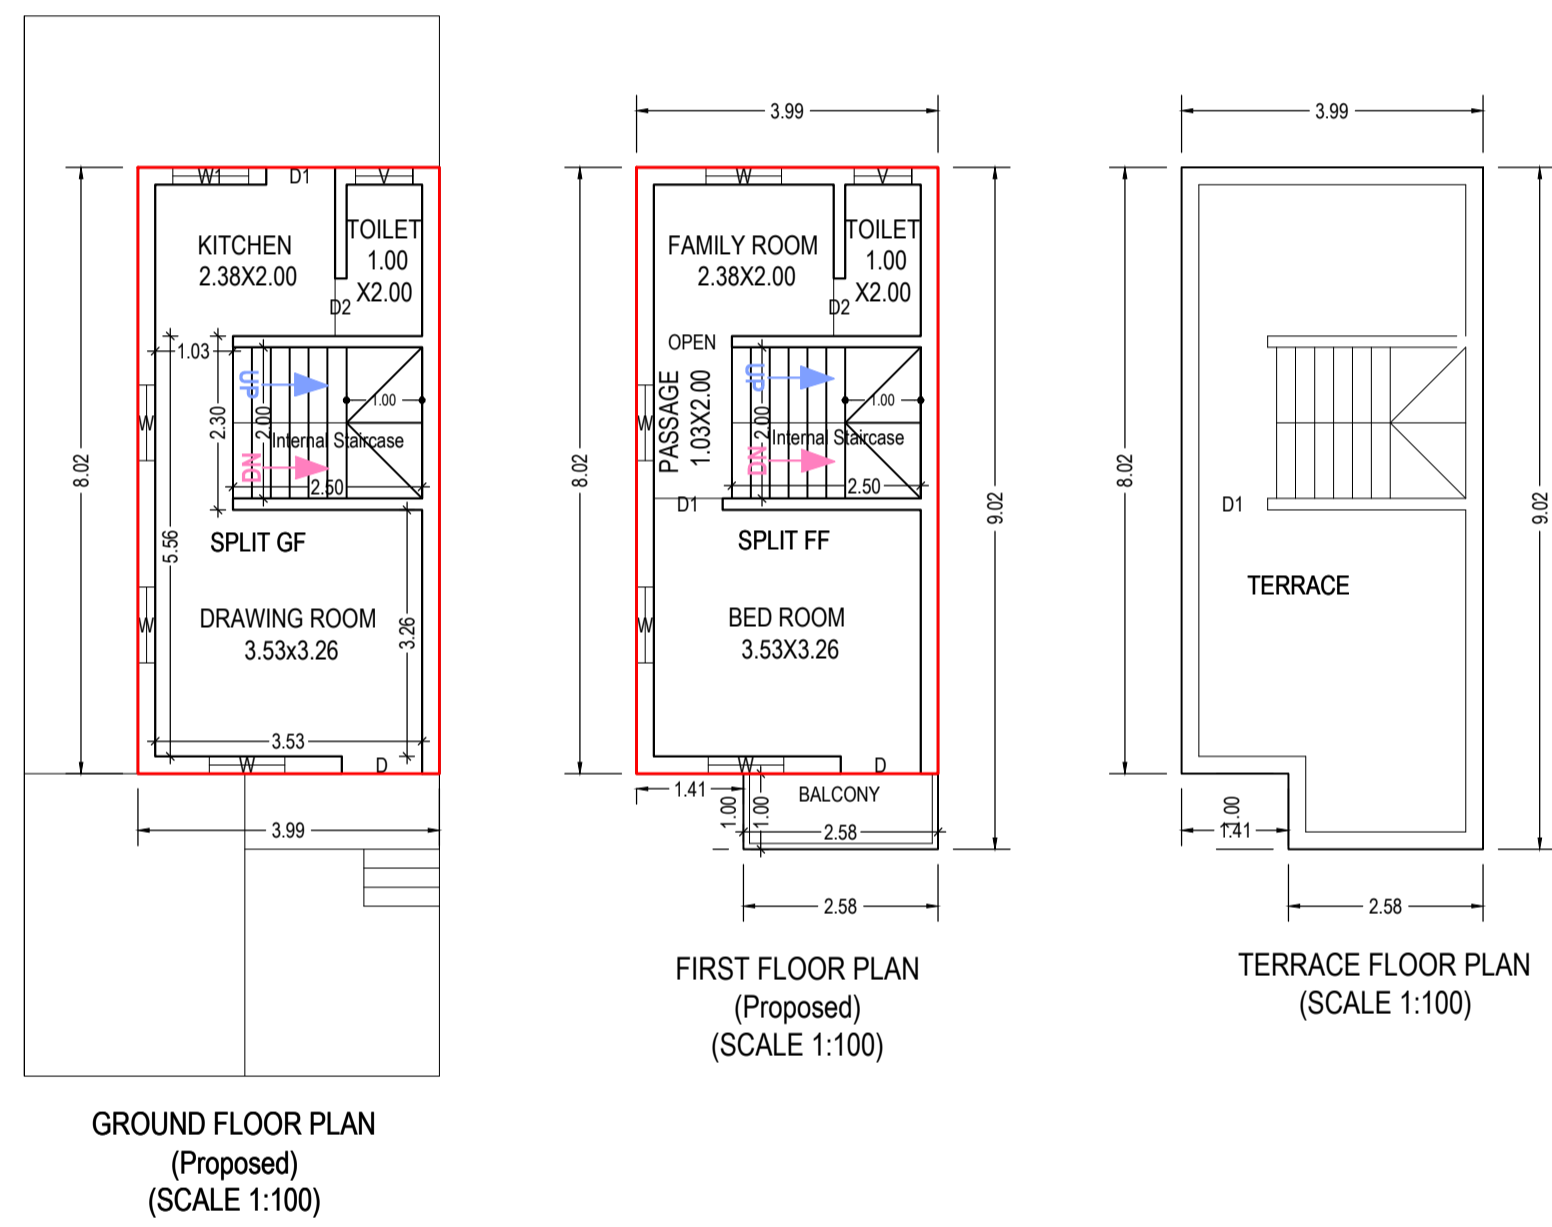 W1
D1
V
KITCHEN
2.38X2.00
TOILET
1.00
X2.00
D2
1.03
UP
1.00
2.30
2.00
Internal Staircase
DN
2.50
W
8.02
5.56
SPLIT GF
DRAWING ROOM
3.53x3.26
3.26
W
3.53
W
D
3.99
GROUND FLOOR PLAN
(Proposed)
(SCALE 1:100)
3.99
W
V
FAMILY ROOM
2.38X2.00
TOILET
1.00
X2.00
D2
OPEN
PASSAGE
1.03X2.00
UP
1.00
2.00
Internal Staircase
DN
2.50
W
8.02
9.02
D1
SPLIT FF
BED ROOM
3.53X3.26
W
W
D
1.41
1.00
1.00
BALCONY
2.58
2.58
FIRST FLOOR PLAN
(Proposed)
(SCALE 1:100)
3.99
8.02
9.02
D1
TERRACE
1.00
1.41
2.58
TERRACE FLOOR PLAN
(SCALE 1:100)